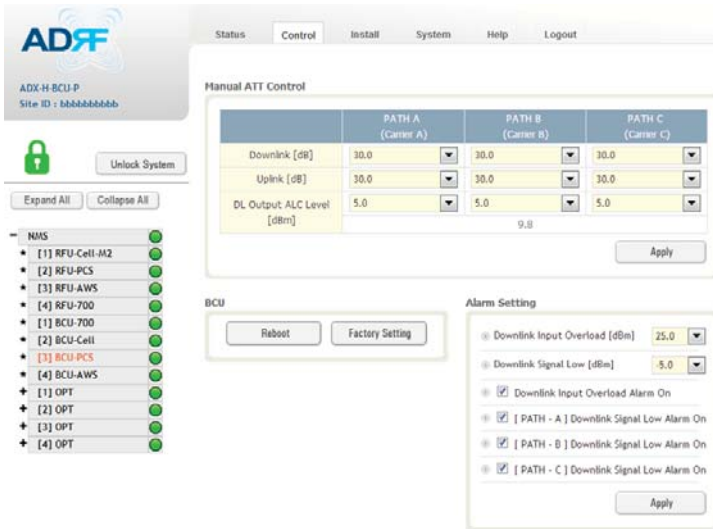 ADRF
ADX-H-BCU-P
Site ID : bbbbbbbbbb
Unlock System
Expand All
Collapse All
NMS
[1] RFU-Cell-M2
[2] RFU-PCS
[3] RFU-AWS
[4] RFU-700
[1] BCU-700
[2] BCU-Cell
[3] BCU-PCS
[4] BCU-AWS
[1] OPT
[2] OPT
[3] OPT
[4] OPT
Status Control Install System Help Logout
Manual ATT Control
PATH A PATH B PATH C
(Carrier A) (Carrier B) (Carrier C)
Downlink [dB] 30.0 30.0 30.0
Uplink [dB] 30.0 30.0 30.0
DL Output ALC Level
[dBm] 5.0 5.0 5.0
9.8
Apply
BCU
Reboot Factory Setting
Alarm Setting
Downlink Input Overload [dBm] 25.0
Downlink Signal Low [dBm] -5.0
Downlink Input Overload Alarm On
[ PATH - A ] Downlink Signal Low Alarm On
[ PATH - B ] Downlink Signal Low Alarm On
[ PATH - C ] Downlink Signal Low Alarm On
Apply